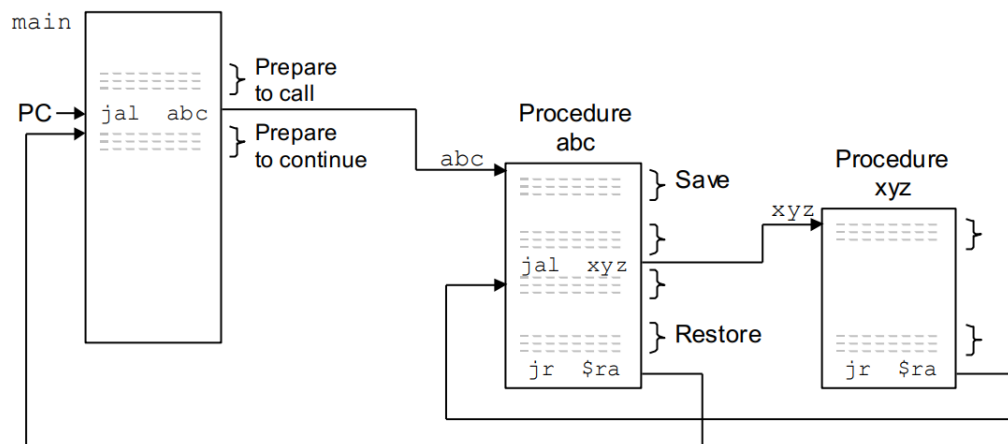 main
Prepare
to call
PC
jal abc
Prepare
to continue
Procedure
abc
abc
Save
jal xyz
Restore
jr $ra
Procedure
xyz
xyz
jr $ra